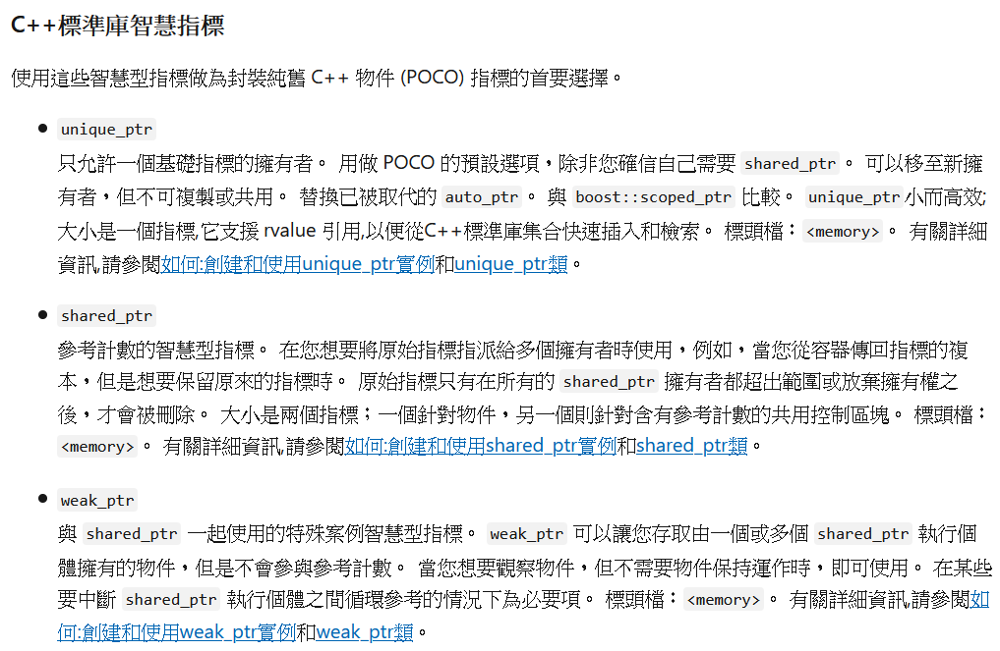 C++標準庫智慧指標
使用這些智慧型指標做為封裝純舊 C++ 物件 (POCO) 指標的首要選擇。
unique_ptr
只允許一個基礎指標的擁有者。 用做 POCO 的預設選項，除非您確信自己需要 shared_ptr 。 可以移至新擁
有者，但不可複製或共用。 替換已被取代的 auto_ptr 。 與 boost::scoped_ptr 比較。 unique_ptr 小而高效;
大小是一個指標,它支援 rvalue 引用,以便從C++標準庫集合快速插入和檢索。 標頭檔：<memory> 。 有關詳細
資訊,請參閱如何:創建和使用unique_ptr實例和unique_ptr類。
shared_ptr
參考計數的智慧型指標。 在您想要將原始指標指派給多個擁有者時使用，例如，當您從容器傳回指標的複
本，但是想要保留原來的指標時。 原始指標只有在所有的 shared_ptr 擁有者都超出範圍或放棄擁有權之
後，才會被刪除。 大小是兩個指標；一個針對物件，另一個則針對含有參考計數的共用控制區塊。 標頭檔：
<memory> 。 有關詳細資訊,請參閱如何:創建和使用shared_ptr實例和shared_ptr類。
weak_ptr
與 shared_ptr 一起使用的特殊案例智慧型指標。 weak_ptr 可以讓您存取由一個或多個 shared_ptr 執行個
體擁有的物件，但是不會參與參考計數。 當您想要觀察物件，但不需要物件保持運作時，即可使用。 在某些
要中斷 shared_ptr 執行個體之間循環參考的情況下為必要項。 標頭檔：<memory> 。 有關詳細資訊,請參閱如
何:創建和使用weak_ptr實例和weak_ptr類。